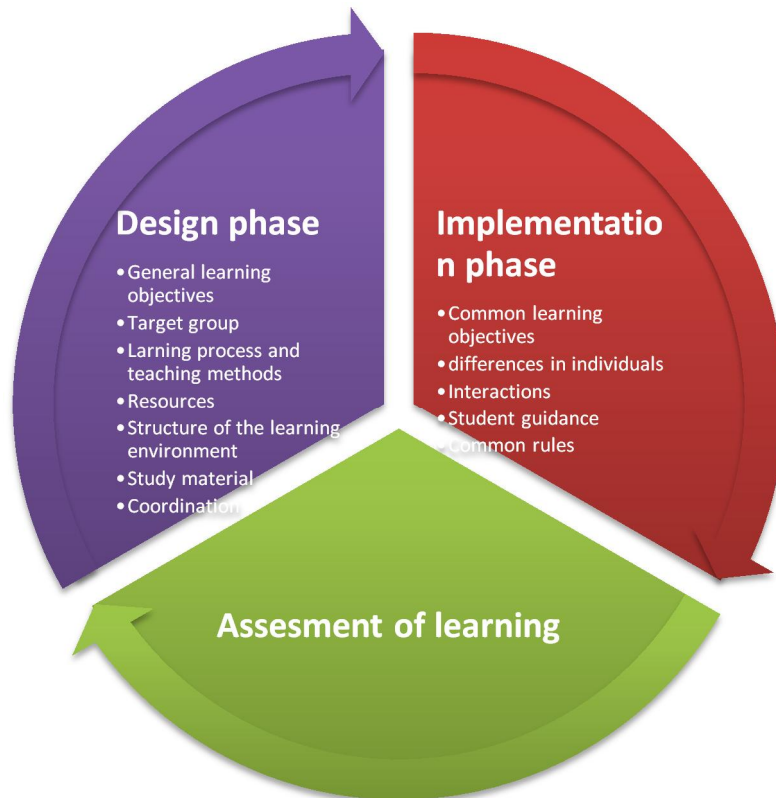 Design phase
•General learning
objectives
•Target group
•Larning process and
teaching methods
•Resources
•Structure of the learning
environment
•Study material
•Coordination
Implementatio
n phase
•Common learning
objectives
•differences in individuals
•Interactions
•Student guidance
•Common rules
Assesment of learning